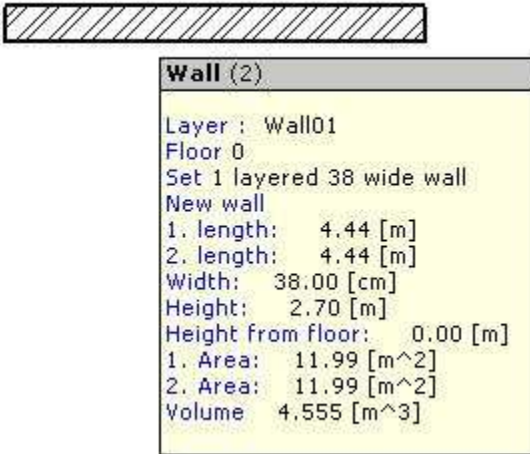 Wall (2)
Layer : Wall01
Floor 0
Set 1 layered 38 wide wall
New wall
1. length: 4.44 [m]
2. length: 4.44 [m]
Width: 38.00 [cm]
Height: 2.70 [m]
Height from floor: 0.00 [m]
1. Area: 11.99 [m^2]
2. Area: 11.99 [m^2]
Volume 4.555 [m^3]